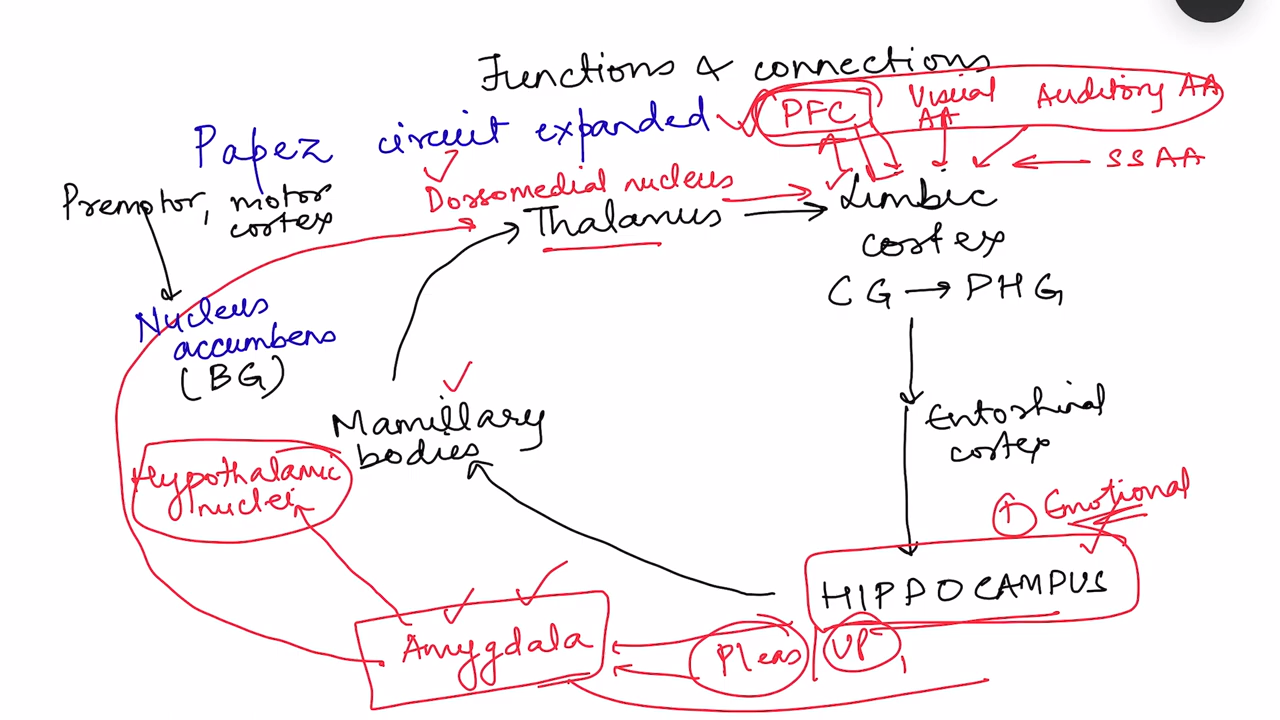 Functions & connections
PFC Visual AA Auditory AA
Papez circuit expanded
SSAA
Premotor, motor cortex
Dorsomedial nucleus
Thalamus
Limbic cortex
CG → PHG
Nucleus accumbens
(BG)
Mamillary bodies
Entorhinal cortex
Hypothalamic nuclei
↑ Emotional
HIPPOCAMPUS
Amygdala
Pleas
UP